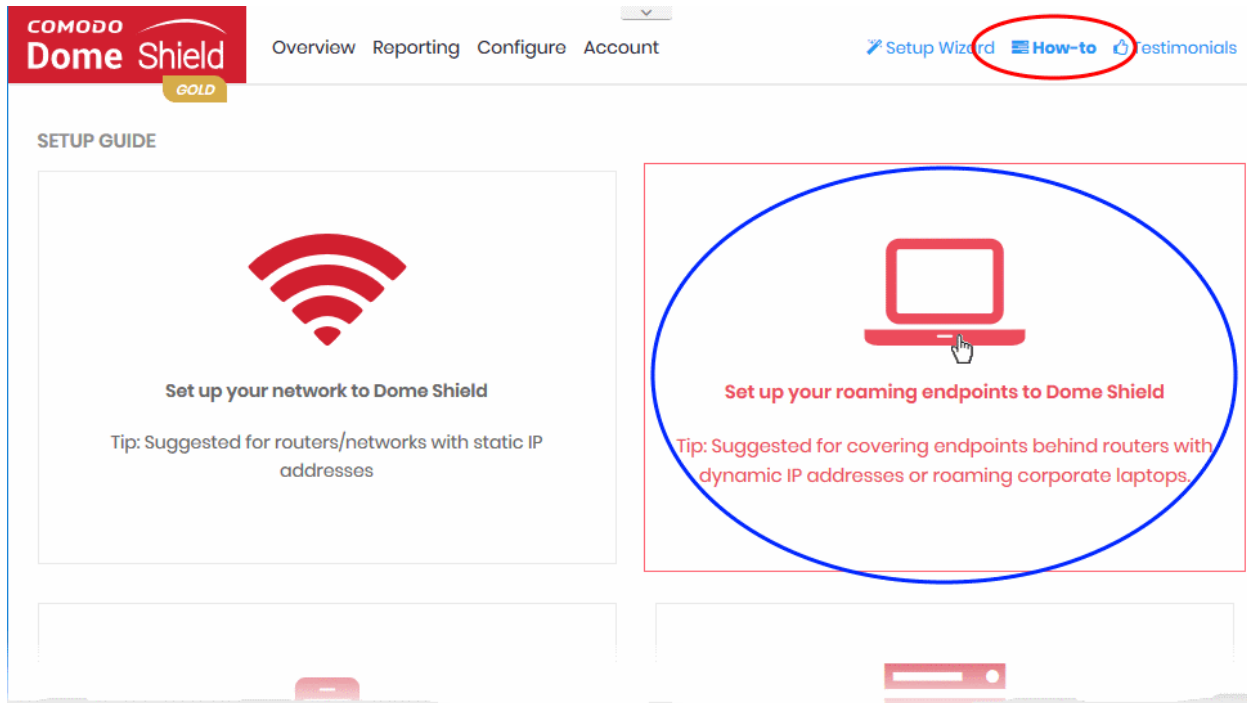 COMODO
Dome Shield
GOLD
Overview Reporting Configure Account
Setup Wizard How-to Testimonials
SETUP GUIDE
Set up your network to Dome Shield
Tip: Suggested for routers/networks with static IP
addresses
Set up your roaming endpoints to Dome Shield
Tip: Suggested for covering endpoints behind routers with
dynamic IP addresses or roaming corporate laptops.